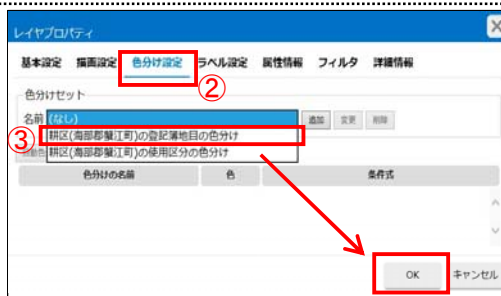 レイヤプロパティ
基本設定 描画設定 色分け設定 ラベル設定 属性情報 フィルタ 詳細情報
②
色分けセット
名前 (なし) 追加 変更 削除
③ 耕区(海部郡蟹江町)の登記簿地目の色分け
耕区(海部郡蟹江町)の使用区分の色分け
色分けの名前 色 条件式
OK キャンセル